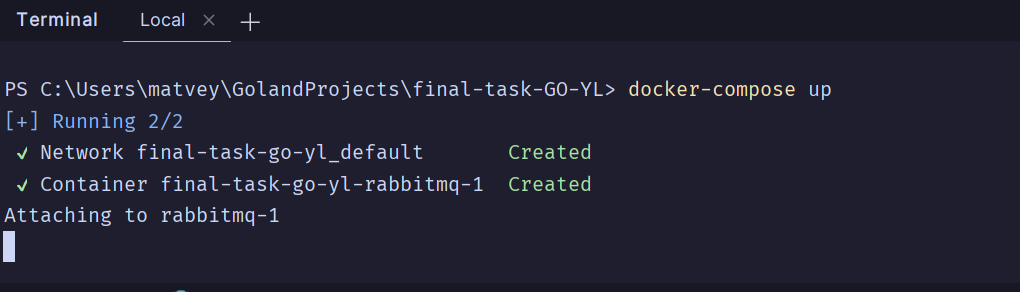 Terminal Local × +
PS C:\Users\matvey\GolandProjects\final-task-GO-YL> docker-compose up
[+] Running 2/2
✓ Network final-task-go-yl_default Created
✓ Container final-task-go-yl-rabbitmq-1 Created
Attaching to rabbitmq-1